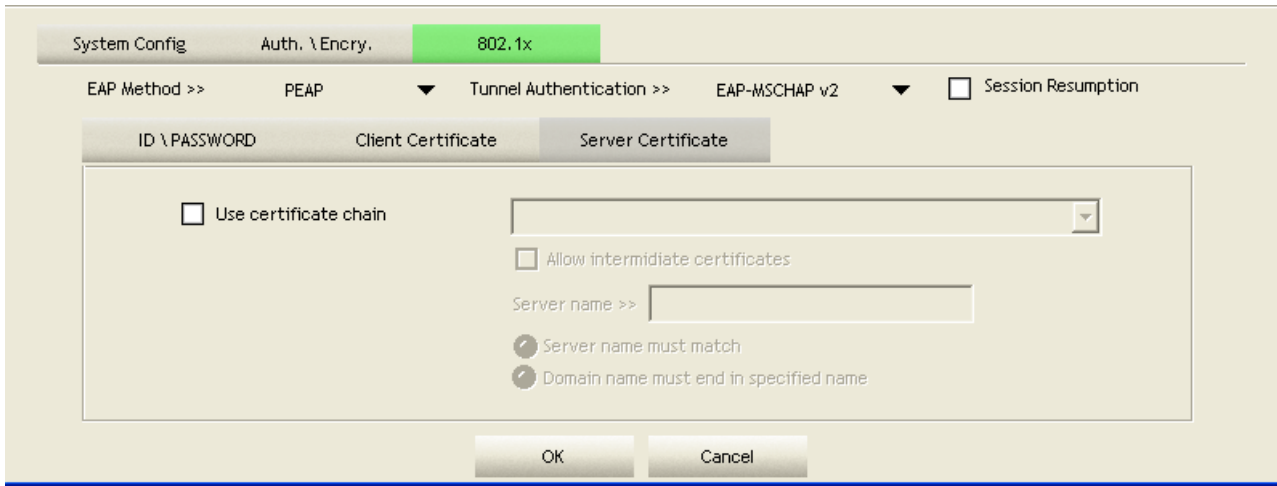 System Config Auth. \ Encry. 802.1x
EAP Method >> PEAP Tunnel Authentication >> EAP-MSCHAP v2 Session Resumption
ID \ PASSWORD Client Certificate Server Certificate
Use certificate chain
Allow intermidiate certificates
Server name >>
Server name must match
Domain name must end in specified name
OK Cancel